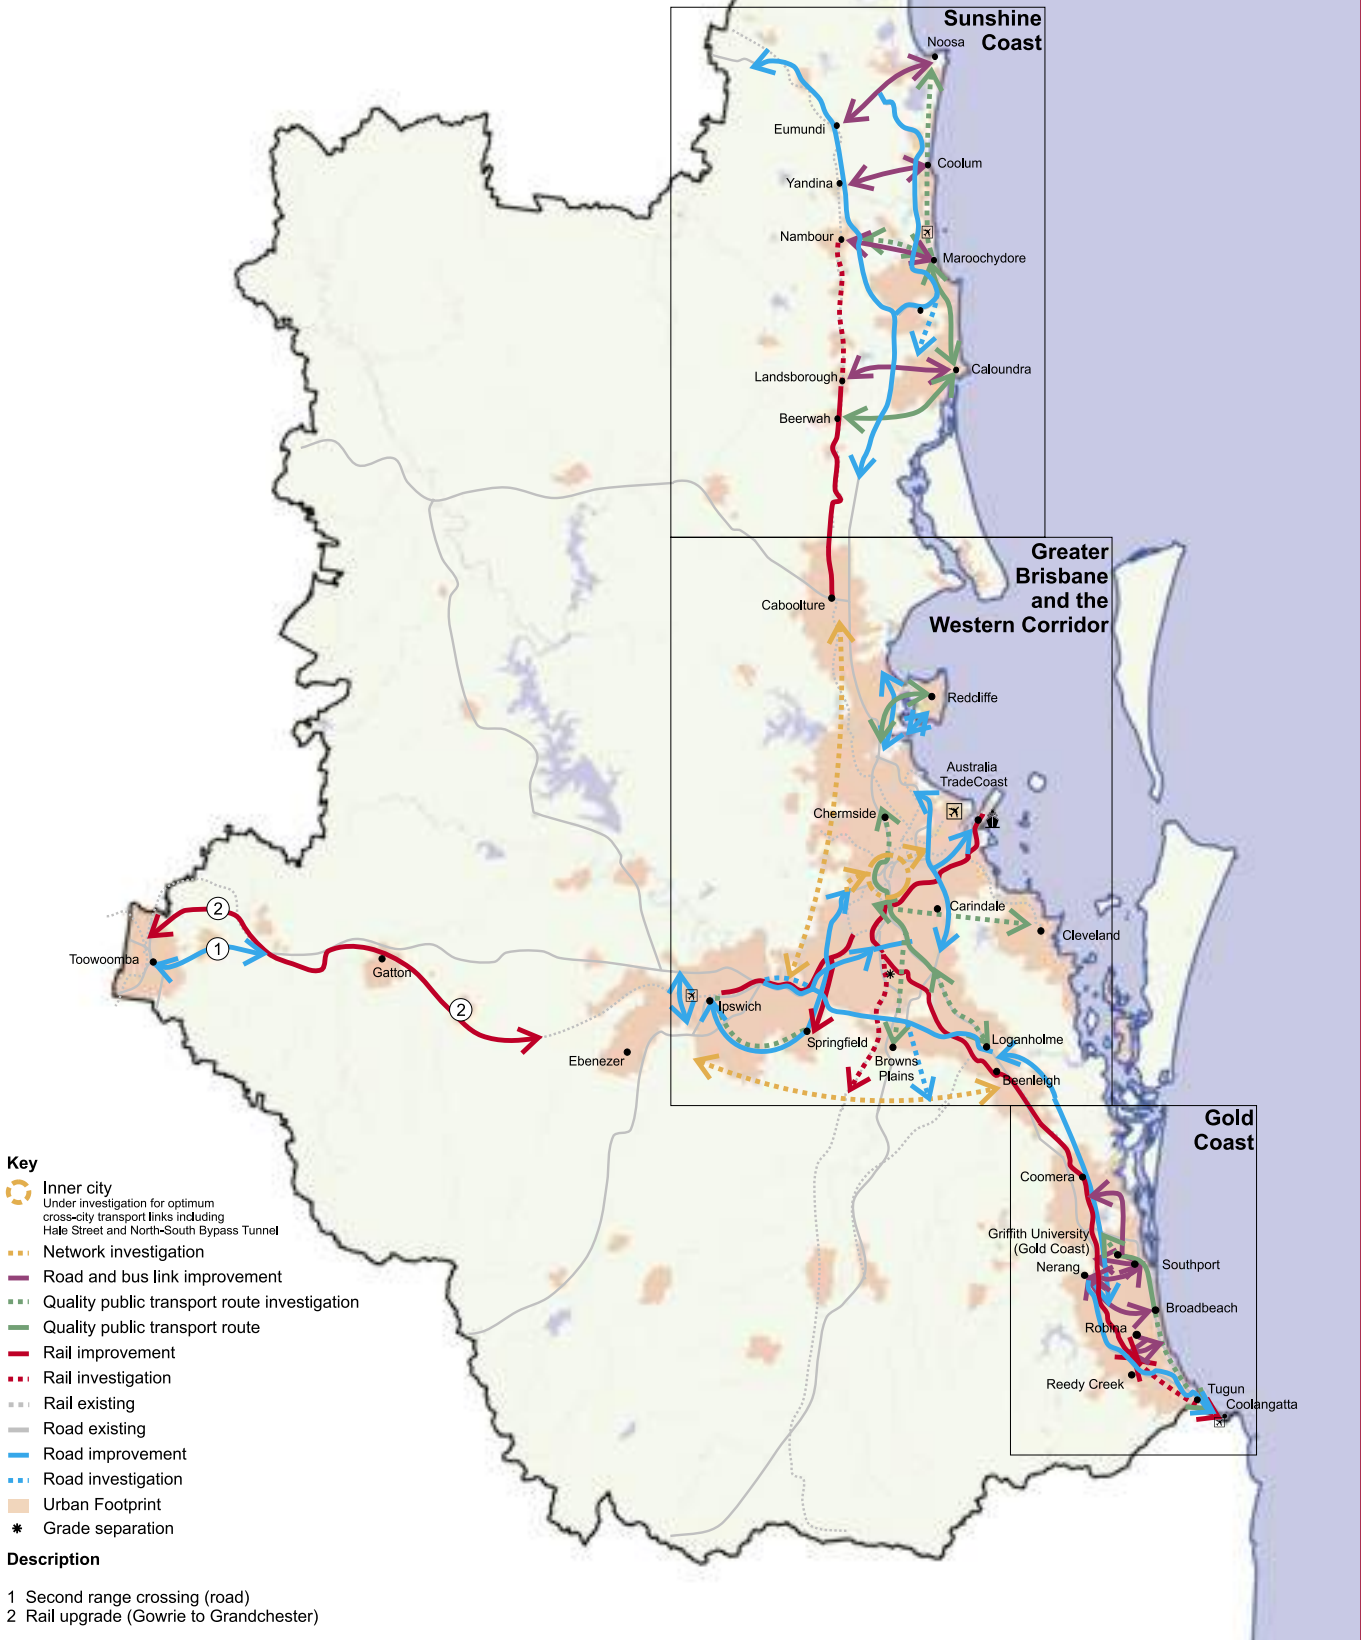 Sunshine
Coast
Noosa
Eumundi
Coolum
Yandina
Nambour
Maroochydore
Caloundra
Landsborough
Beerwah
Greater
Brisbane
and the
Western Corridor
Caboolture
Redcliffe
Australia
TradeCoast
Chermside
Carindale
Cleveland
2
1
Toowoomba
Gatton
2
Ipswich
Springfield
Loganholme
Ebenezer
Browns
Plains
Beenleigh
Gold
Coast
Coomera
Griffith University
(Gold Coast)
Nerang
Southport
Broadbeach
Robina
Reedy Creek
Tugun
Coolangatta
Key
Inner city
Under investigation for optimum
cross-city transport links including
Hale Street and North-South Bypass Tunnel
Network investigation
Road and bus link improvement
Quality public transport route investigation
Quality public transport route
Rail improvement
Rail investigation
Rail existing
Road existing
Road improvement
Road investigation
Urban Footprint
Grade separation
Description
1 Second range crossing (road)
2 Rail upgrade (Gowrie to Grandchester)